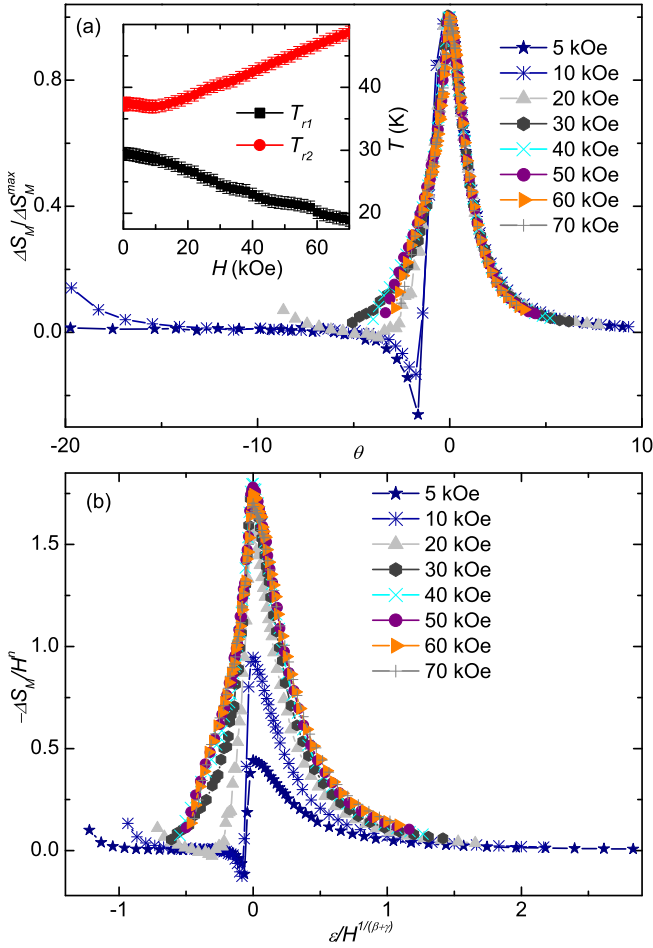 (a)
ΔS_M/ΔS_M^max
0.8
0.4
0.0
-20
-10
0
10
θ
5 kOe
10 kOe
20 kOe
30 kOe
40 kOe
50 kOe
60 kOe
70 kOe
T_r1
T_r2
40
30
20
T (K)
0
20
40
60
H (kOe)
(b)
-ΔS_M/H^n
1.5
1.0
0.5
0.0
-1
0
1
2
ε/H^1/(β+γ)
5 kOe
10 kOe
20 kOe
30 kOe
40 kOe
50 kOe
60 kOe
70 kOe